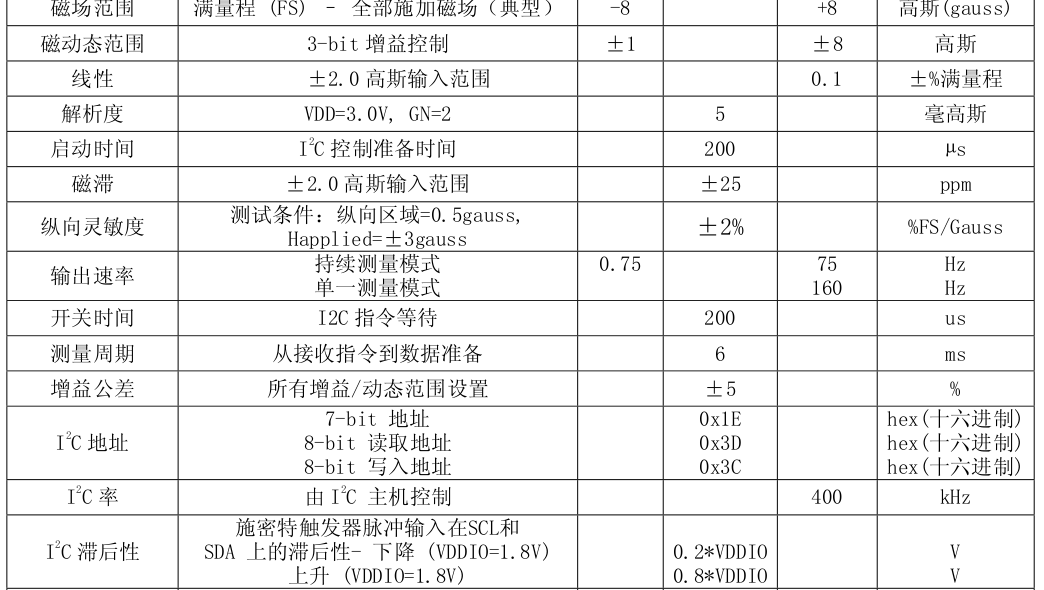 磁场范围 满量程 (FS) - 全部施加磁场（典型） -8 +8 高斯(gauss)
磁动态范围 3-bit 增益控制 ±1 ±8 高斯
线性 ±2.0 高斯输入范围 0.1 ±%满量程
解析度 VDD=3.0V, GN=2 5 毫高斯
启动时间 I²C 控制准备时间 200 μs
磁滞 ±2.0 高斯输入范围 ±25 ppm
纵向灵敏度 测试条件：纵向区域=0.5gauss, ±2% %FS/Gauss
Happlied=±3gauss
输出速率 持续测量模式 0.75 75 Hz
单一测量模式 160 Hz
开关时间 I2C 指令等待 200 us
测量周期 从接收指令到数据准备 6 ms
增益公差 所有增益/动态范围设置 ±5 %
I²C 地址 7-bit 地址 0x1E hex(十六进制)
8-bit 读取地址 0x3D hex(十六进制)
8-bit 写入地址 0x3C hex(十六进制)
I²C 率 由 I²C 主机控制 400 kHz
I²C 滞后性 施密特触发器脉冲输入在SCL和
SDA 上的滞后性- 下降 (VDDIO=1.8V) 0.2*VDDIO V
上升 (VDDIO=1.8V) 0.8*VDDIO V